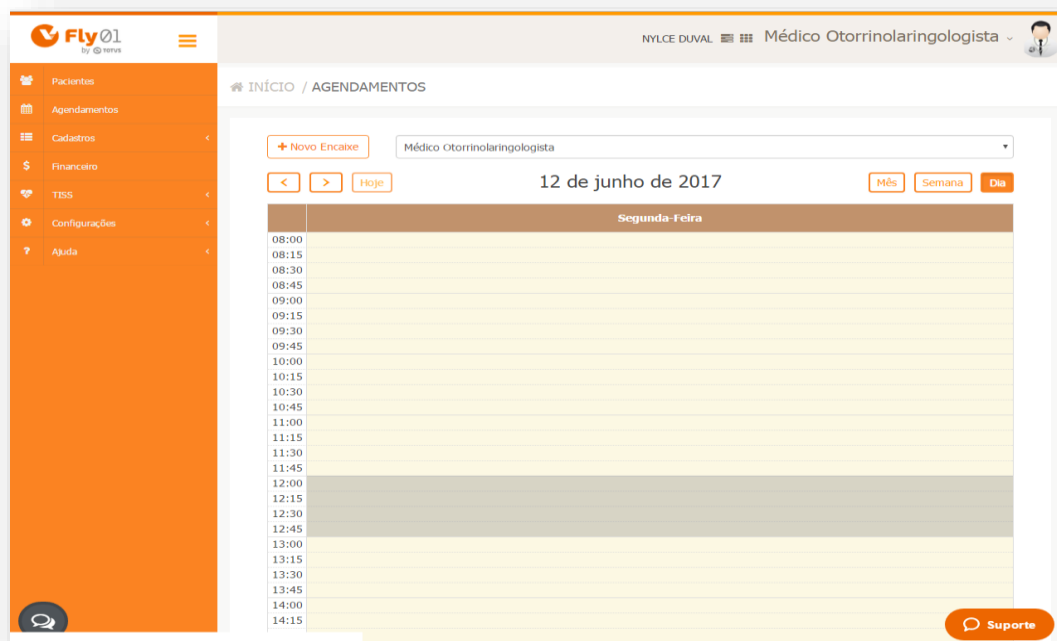 Fly01
by TOTVS
NYLCE DUVAL Médico Otorrinolaringologista
Pacientes
Agendamentos
Cadastros
Financeiro
TISS
Configurações
Ajuda
INÍCIO / AGENDAMENTOS
+ Novo Encaixe Médico Otorrinolaringologista
< > Hoje 12 de junho de 2017 Mês Semana Dia
Segunda-Feira
08:00
08:15
08:30
08:45
09:00
09:15
09:30
09:45
10:00
10:15
10:30
10:45
11:00
11:15
11:30
11:45
12:00
12:15
12:30
12:45
13:00
13:15
13:30
13:45
14:00
14:15
Suporte